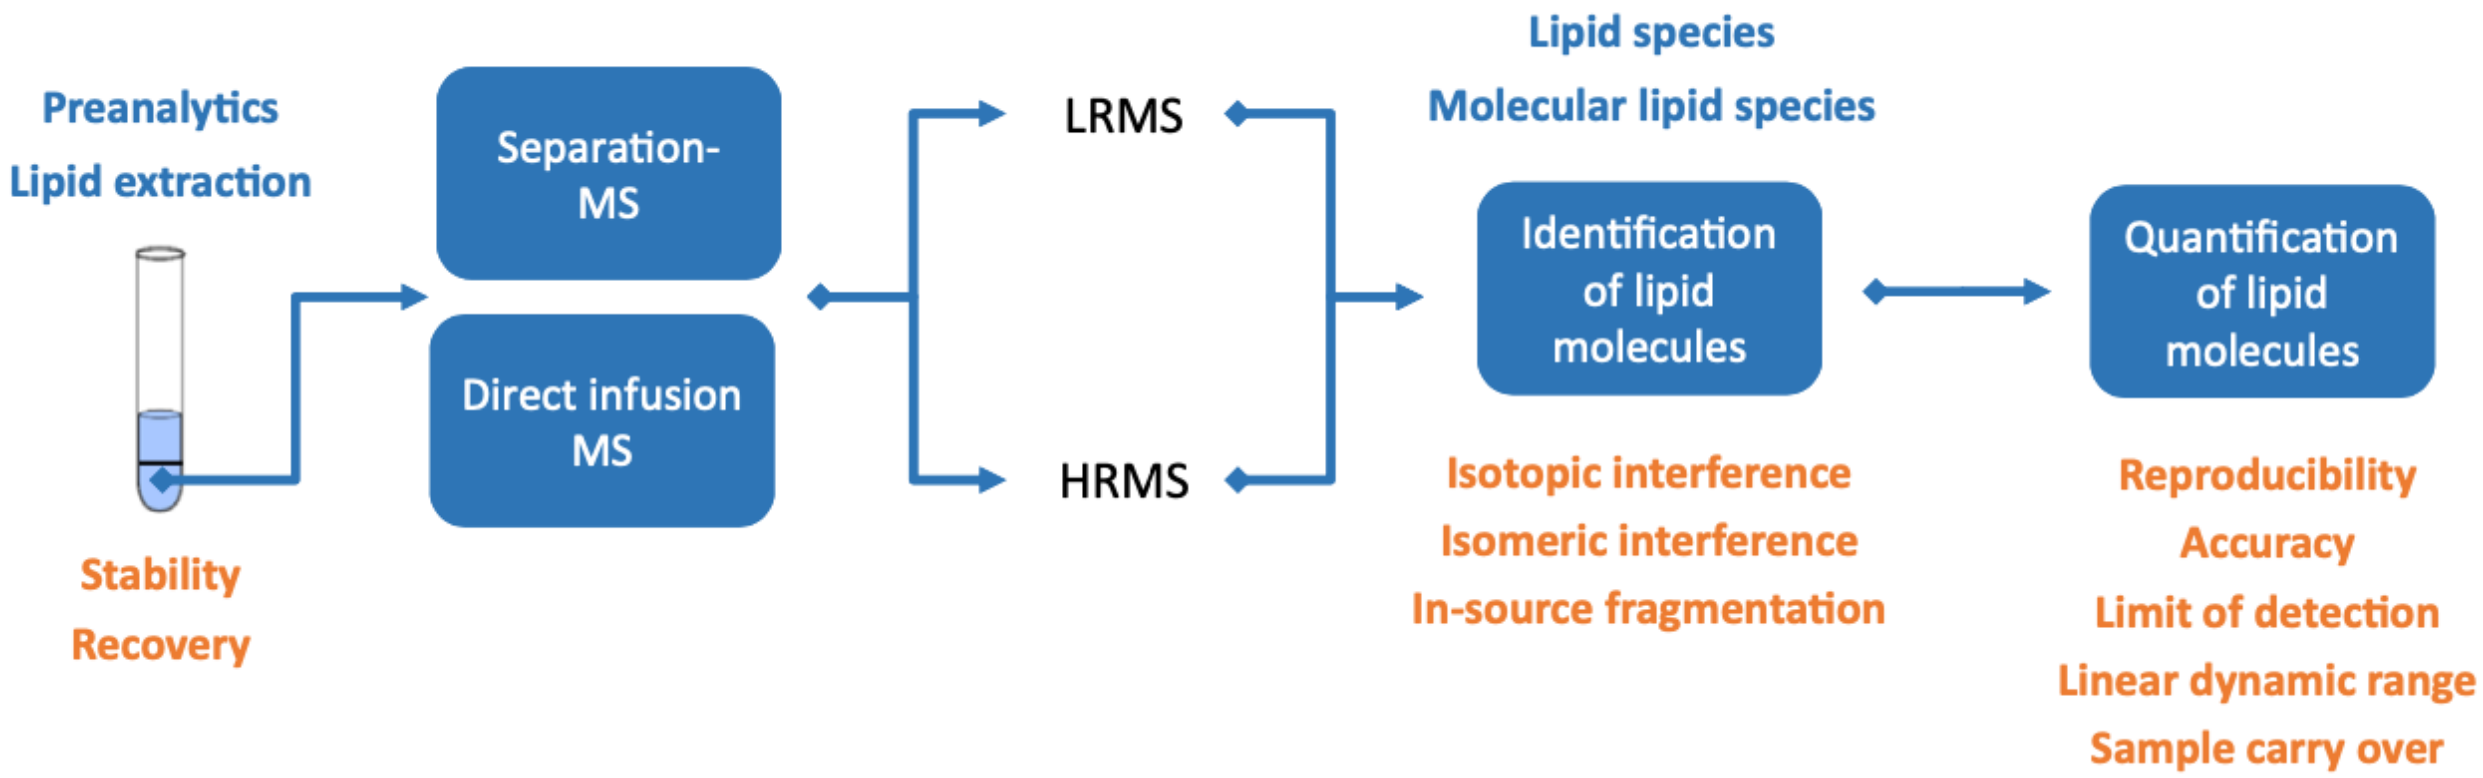 Preanalytics
Lipid extraction
Stability
Recovery
Separation-
MS
Direct infusion
MS
LRMS
HRMS
Lipid species
Molecular lipid species
Identification
of lipid
molecules
Isotopic interference
Isomeric interference
In-source fragmentation
Quantification
of lipid
molecules
Reproducibility
Accuracy
Limit of detection
Linear dynamic range
Sample carry over